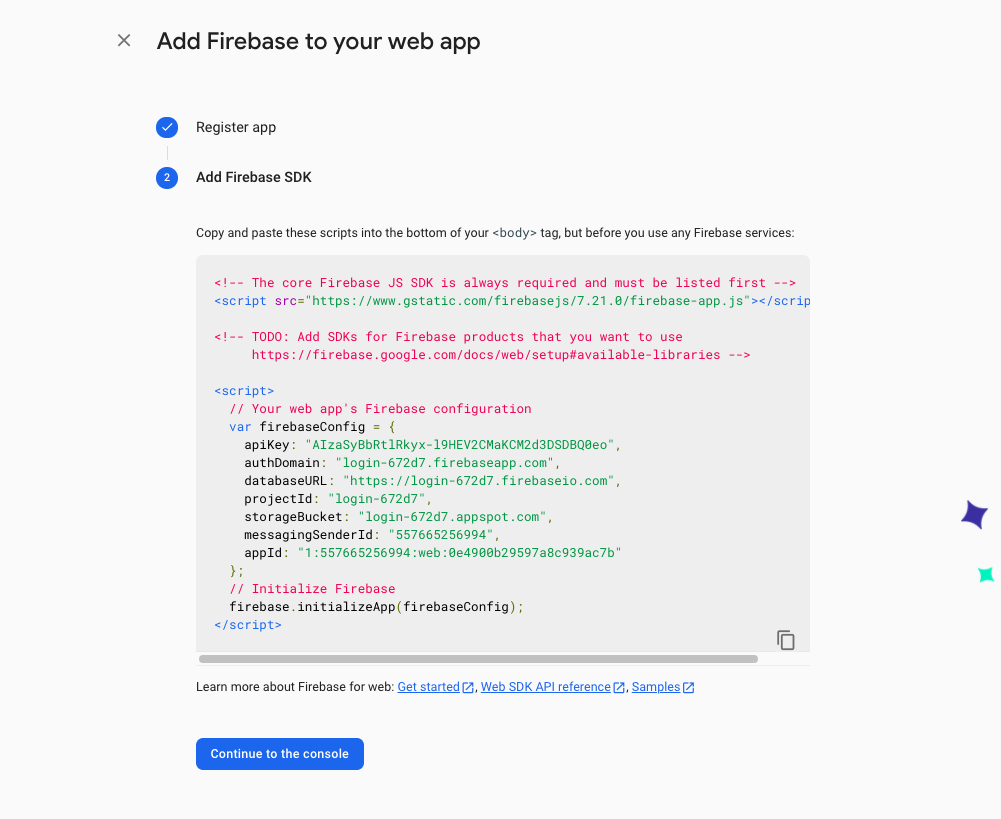 Add Firebase to your web app
Register app
2 Add Firebase SDK
Copy and paste these scripts into the bottom of your <body> tag, but before you use any Firebase services:
<!-- The core Firebase JS SDK is always required and must be listed first -->
<script src="https://www.gstatic.com/firebasejs/7.21.0/firebase-app.js"></scrip
<!-- TODO: Add SDKs for Firebase products that you want to use
https://firebase.google.com/docs/web/setup#available-libraries -->
<script>
// Your web app's Firebase configuration
var firebaseConfig = {
apiKey: "AIzaSyBbRtlRkyx-l9HEV2CMaKCM2d3DSDBQ0eo",
authDomain: "login-672d7.firebaseapp.com",
databaseURL: "https://login-672d7.firebaseio.com",
projectId: "login-672d7",
storageBucket: "login-672d7.appspot.com",
messagingSenderId: "557665256994",
appId: "1:557665256994:web:0e4900b29597a8c939ac7b"
};
// Initialize Firebase
firebase.initializeApp(firebaseConfig);
</script>
Learn more about Firebase for web: Get started, Web SDK API reference, Samples
Continue to the console